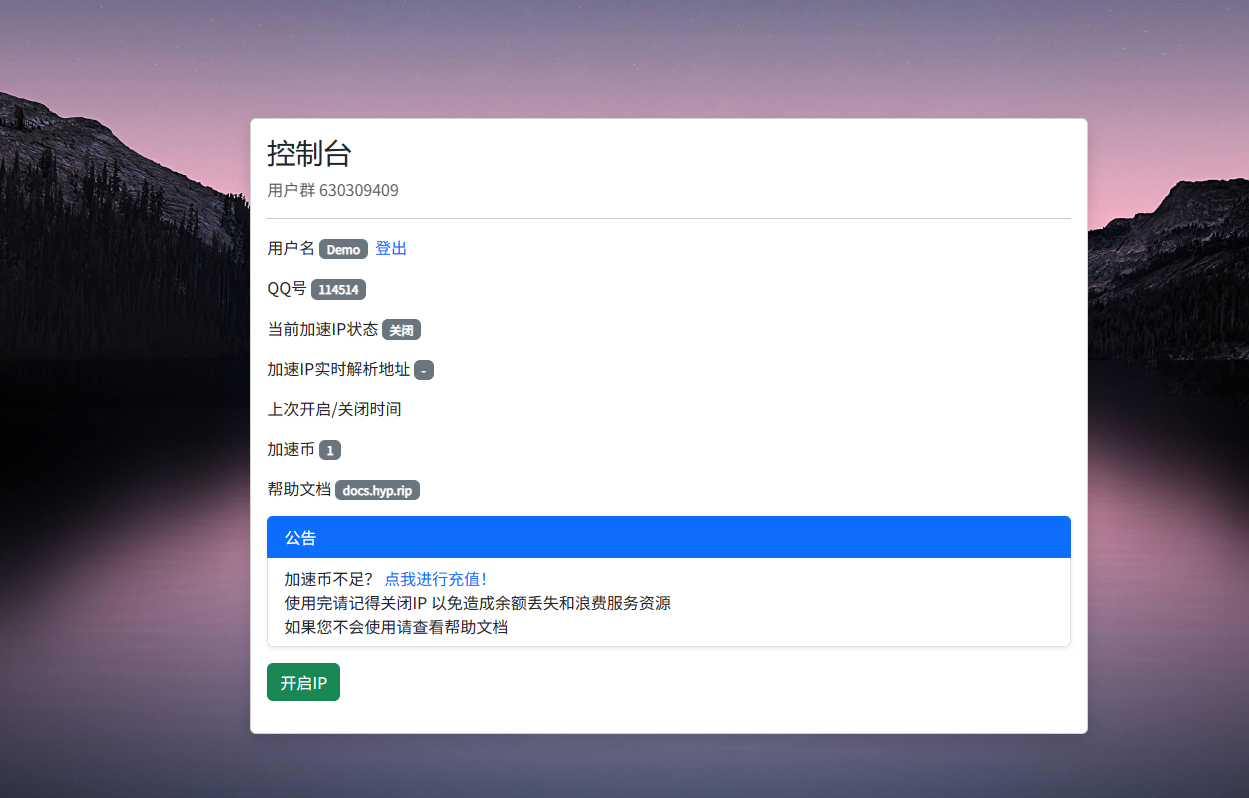 控制台
用户群 630309409
用户名 Demo 登出
QQ号 114514
当前加速IP状态 关闭
加速IP实时解析地址 -
上次开启/关闭时间
加速币 1
帮助文档 docs.hyp.rip
公告
加速币不足? 点我进行充值!
使用完请记得关闭IP 以免造成余额丢失和浪费服务资源
如果您不会使用请查看帮助文档
开启IP